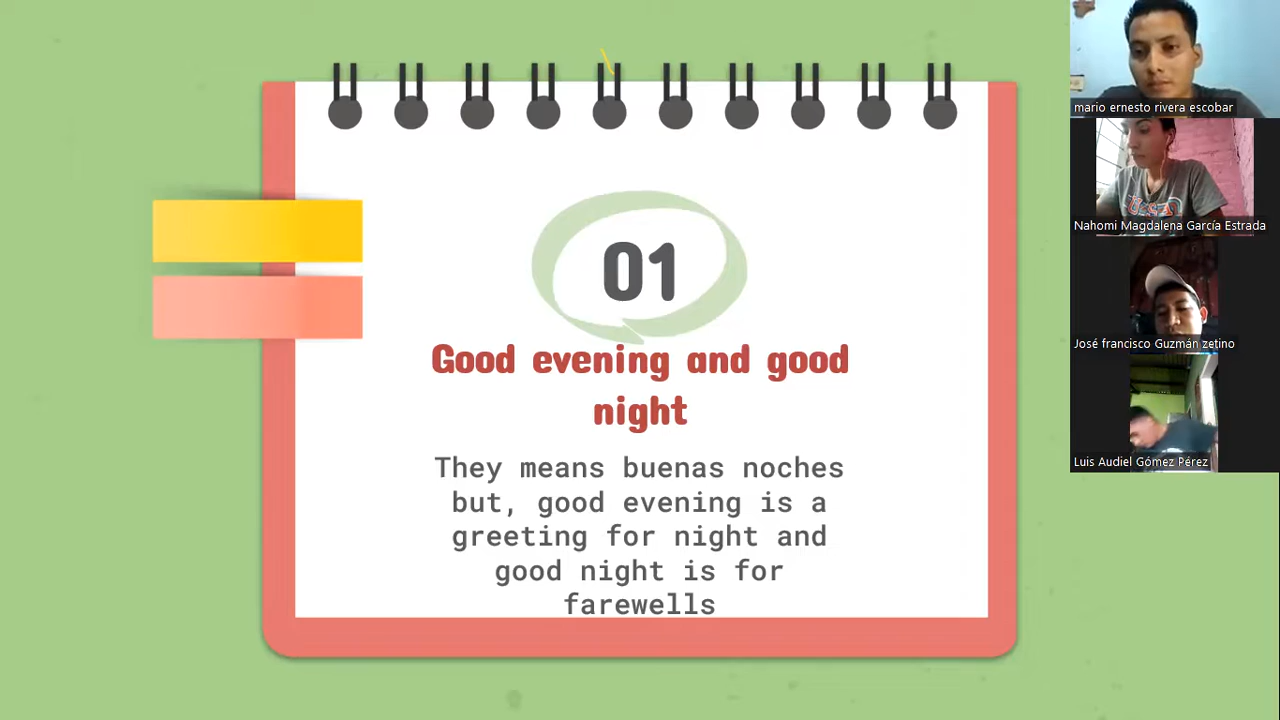 01
Good evening and good
night
They means buenas noches
but, good evening is a
greeting for night and
good night is for
farewells
mario ernesto rivera escobar
Nahomi Magdalena García Estrada
José francisco Guzmán zetino
Luis Audiel Gómez Pérez